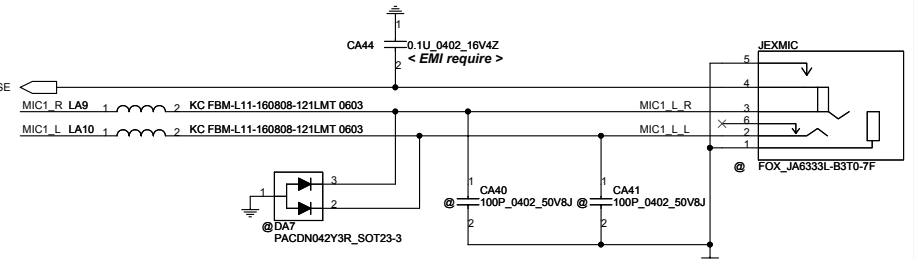 1
CA44
0.1U_0402_16V4Z
< EMI require >
2
JEXMIC
5
SE
4
MIC1_R LA9 1 2 KC FBM-L11-160808-121LMT 0603 MIC1_L_R 3
6
MIC1_L LA10 1 2 KC FBM-L11-160808-121LMT 0603 MIC1_L_L 2
1
@ FOX_JA6333L-B3T0-7F
1 3
2
@DA7
PACDN042Y3R_SOT23-3
1
CA40
@ 100P_0402_50V8J
2
1
CA41
@ 100P_0402_50V8J
2